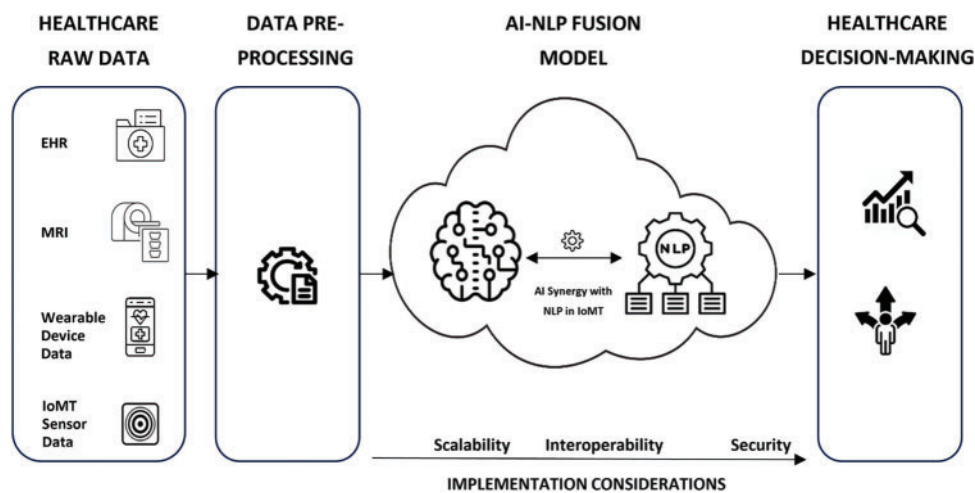 HEALTHCARE
RAW DATA
DATA PRE-
PROCESSING
AI-NLP FUSION
MODEL
HEALTHCARE
DECISION-MAKING
EHR
MRI
Wearable
Device
Data
IoMT
Sensor
Data
NLP
AI Synergy with
NLP in IoMT
Scalability Interoperability Security
IMPLEMENTATION CONSIDERATIONS